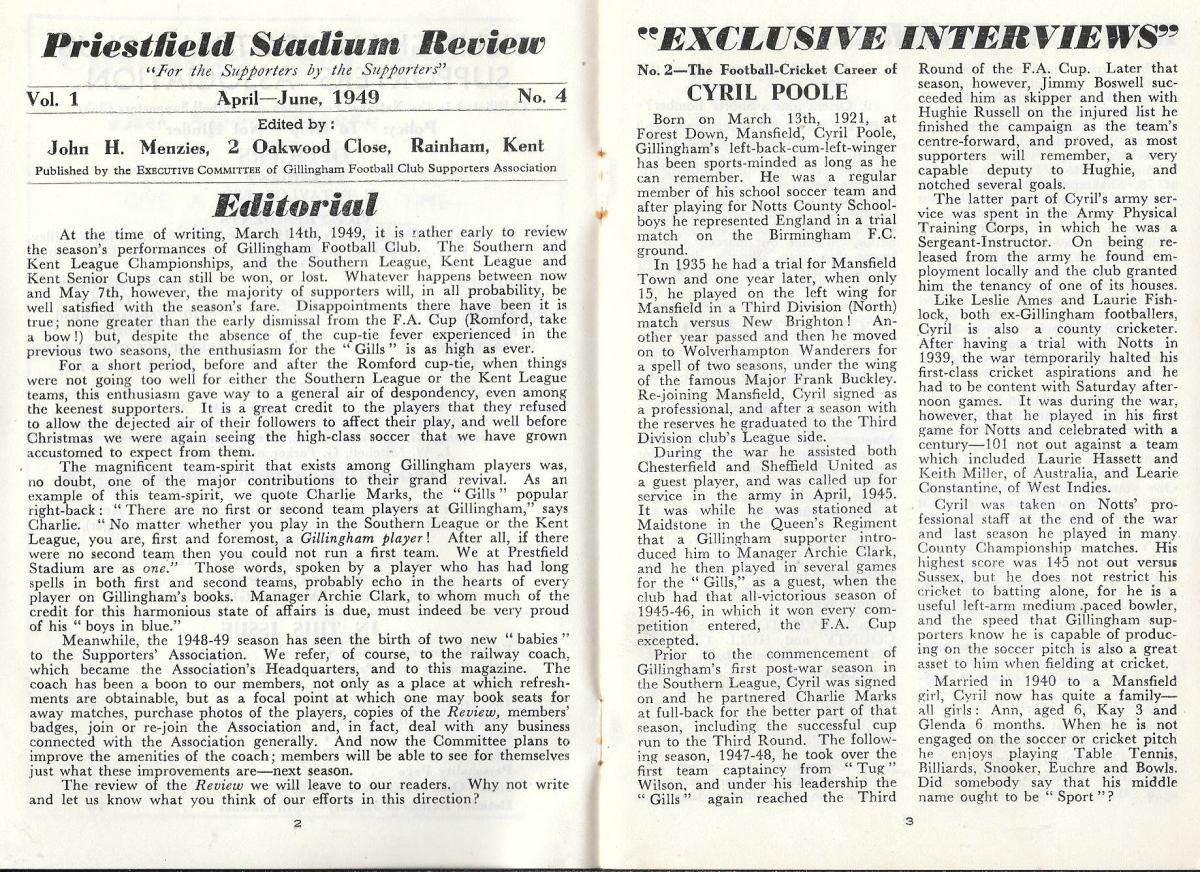 Priestfield Stadium Review
"For the Supporters by the Supporters"
Vol. 1 April—June, 1949 No. 4
Edited by :
John H. Menzies, 2 Oakwood Close, Rainham, Kent
Published by the EXECUTIVE COMMITTEE of Gillingham Football Club Supporters Association
Editorial
At the time of writing, March 14th, 1949, it is rather early to review
the season's performances of Gillingham Football Club. The Southern and
Kent League Championships, and the Southern League, Kent League and
Kent Senior Cups can still be won, or lost. Whatever happens between now
and May 7th, however, the majority of supporters will, in all probability, be
well satisfied with the season's fare. Disappointments there have been it is
true; none greater than the early dismissal from the F.A. Cup (Romford, take
a bow!) but, despite the absence of the cup-tie fever experienced in the
previous two seasons, the enthusiasm for the "Gills" is as high as ever.
For a short period, before and after the Romford cup-tie, when things
were not going too well for either the Southern League or the Kent League
teams, this enthusiasm gave way to a general air of despondency, even among
the keenest supporters. It is a great credit to the players that they refused
to allow the dejected air of their followers to affect their play, and well before
Christmas we were again seeing the high-class soccer that we have grown
accustomed to expect from them.
The magnificent team-spirit that exists among Gillingham players was,
no doubt, one of the major contributions to their grand revival. As an
example of this team-spirit, we quote Charlie Marks, the "Gills" popular
right-back: "There are no first or second team players at Gillingham," says
Charlie. "No matter whether you play in the Southern League or the Kent
League, you are, first and foremost, a Gillingham player! After all, if there
were no second team then you could not run a first team. We at Prestfield
Stadium are as one." Those words, spoken by a player who has had long
spells in both first and second teams, probably echo in the hearts of every
player on Gillingham's books. Manager Archie Clark, to whom much of the
credit for this harmonious state of affairs is due, must indeed be very proud
of his "boys in blue."
Meanwhile, the 1948-49 season has seen the birth of two new "babies"
to the Supporters' Association. We refer, of course, to the railway coach,
which became the Association's Headquarters, and to this magazine. The
coach has been a boon to our members, not only as a place at which refresh-
ments are obtainable, but as a focal point at which one may book seats for
away matches, purchase photos of the players, copies of the Review, members'
badges, join or re-join the Association and, in fact, deal with any business
connected with the Association generally. And now the Committee plans to
improve the amenities of the coach; members will be able to see for themselves
just what these improvements are—next season.
The review of the Review we will leave to our readers. Why not write
and let us know what you think of our efforts in this direction?
2
"EXCLUSIVE INTERVIEWS"
No. 2—The Football-Cricket Career of
CYRIL POOLE
Born on March 13th, 1921, at
Forest Down, Mansfield, Cyril Poole,
Gillingham's left-back-cum-left-winger
has been sports-minded as long as he
can remember. He was a regular
member of his school soccer team and
after playing for Notts County School-
boys he represented England in a trial
match on the Birmingham F.C.
ground.
In 1935 he had a trial for Mansfield
Town and one year later, when only
15, he played on the left wing for
Mansfield in a Third Division (North)
match versus New Brighton! An-
other year passed and then he moved
on to Wolverhampton Wanderers for
a spell of two seasons, under the wing
of the famous Major Frank Buckley.
Re-joining Mansfield, Cyril signed as
a professional, and after a season with
the reserves he graduated to the Third
Division club's League side.
During the war he assisted both
Chesterfield and Sheffield United as
a guest player, and was called up for
service in the army in April, 1945.
It was while he was stationed at
Maidstone in the Queen's Regiment
that a Gillingham supporter intro-
duced him to Manager Archie Clark,
and he then played in several games
for the "Gills," as a guest, when the
club had that all-victorious season of
1945-46, in which it won every com-
petition entered, the F.A. Cup
excepted.
Prior to the commencement of
Gillingham's first post-war season in
the Southern League, Cyril was signed
on and he partnered Charlie Marks
at full-back for the better part of that
season, including the successful cup
run to the Third Round. The follow-
ing season, 1947-48, he took over the
first team captaincy from "Tug"
Wilson, and under his leadership the
"Gills" again reached the Third
Round of the F.A. Cup. Later that
season, however, Jimmy Boswell suc-
ceeded him as skipper and then with
Hughie Russell on the injured list he
finished the campaign as the team's
centre-forward, and proved, as most
supporters will remember, a very
capable deputy to Hughie, and
notched several goals.
The latter part of Cyril's army ser-
vice was spent in the Army Physical
Training Corps, in which he was a
Sergeant-Instructor. On being re-
leased from the army he found em-
ployment locally and the club granted
him the tenancy of one of its houses.
Like Leslie Ames and Laurie Fish-
lock, both ex-Gillingham footballers,
Cyril is also a county cricketer.
After having a trial with Notts in
1939, the war temporarily halted his
first-class cricket aspirations and he
had to be content with Saturday after-
noon games. It was during the war,
however, that he played in his first
game for Notts and celebrated with a
century—101 not out against a team
which included Laurie Hassett and
Keith Miller, of Australia, and Learie
Constantine, of West Indies.
Cyril was taken on Notts' pro-
fessional staff at the end of the war
and last season he played in many
County Championship matches. His
highest score was 145 not out versus
Sussex, but he does not restrict his
cricket to batting alone, for he is a
useful left-arm medium paced bowler,
and the speed that Gillingham sup-
porters know he is capable of produc-
ing on the soccer pitch is also a great
asset to him when fielding at cricket.
Married in 1940 to a Mansfield
girl, Cyril now has quite a family—
all girls: Ann, aged 6, Kay 3 and
Glenda 6 months. When he is not
engaged on the soccer or cricket pitch
he enjoys playing Table Tennis,
Billiards, Snooker, Euchre and Bowls.
Did somebody say that his middle
name ought to be "Sport"?
3